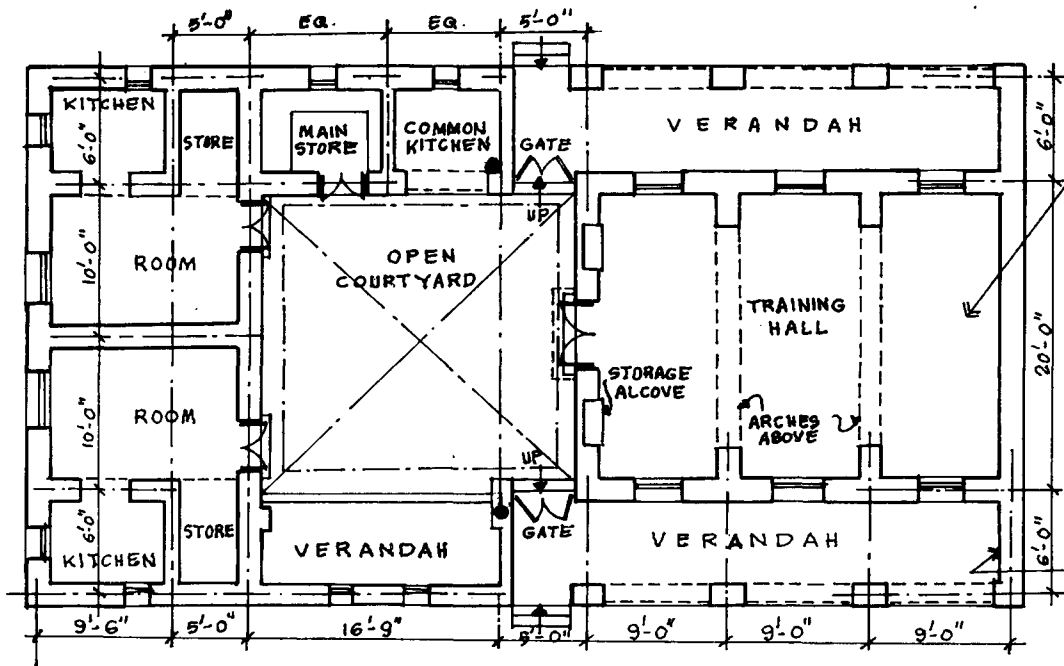 5'-0"
EQ.
EQ.
5'-0"
KITCHEN
6'-0"
STORE
MAIN
STORE
COMMON
KITCHEN
GATE
UP
VERANDAH
6'-0"
10'-0"
ROOM
OPEN
COURTYARD
TRAINING
HALL
20'-0"
STORAGE
ALCOVE
ARCHES
ABOVE
ROOM
10'-0"
UP
GATE
6'-0"
KITCHEN
STORE
VERANDAH
VERANDAH
6'-0"
9'-6"
5'-0"
16'-9"
5'-0"
9'-0"
9'-0"
9'-0"